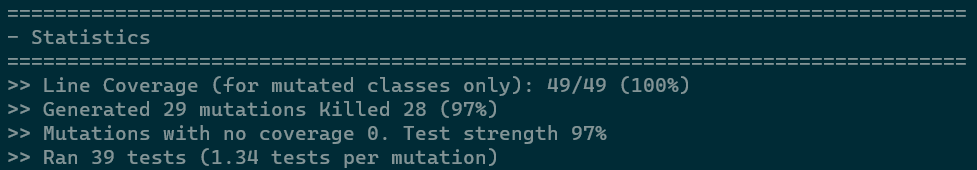 ================================================================================
- Statistics
================================================================================
>> Line Coverage (for mutated classes only): 49/49 (100%)
>> Generated 29 mutations Killed 28 (97%)
>> Mutations with no coverage 0. Test strength 97%
>> Ran 39 tests (1.34 tests per mutation)